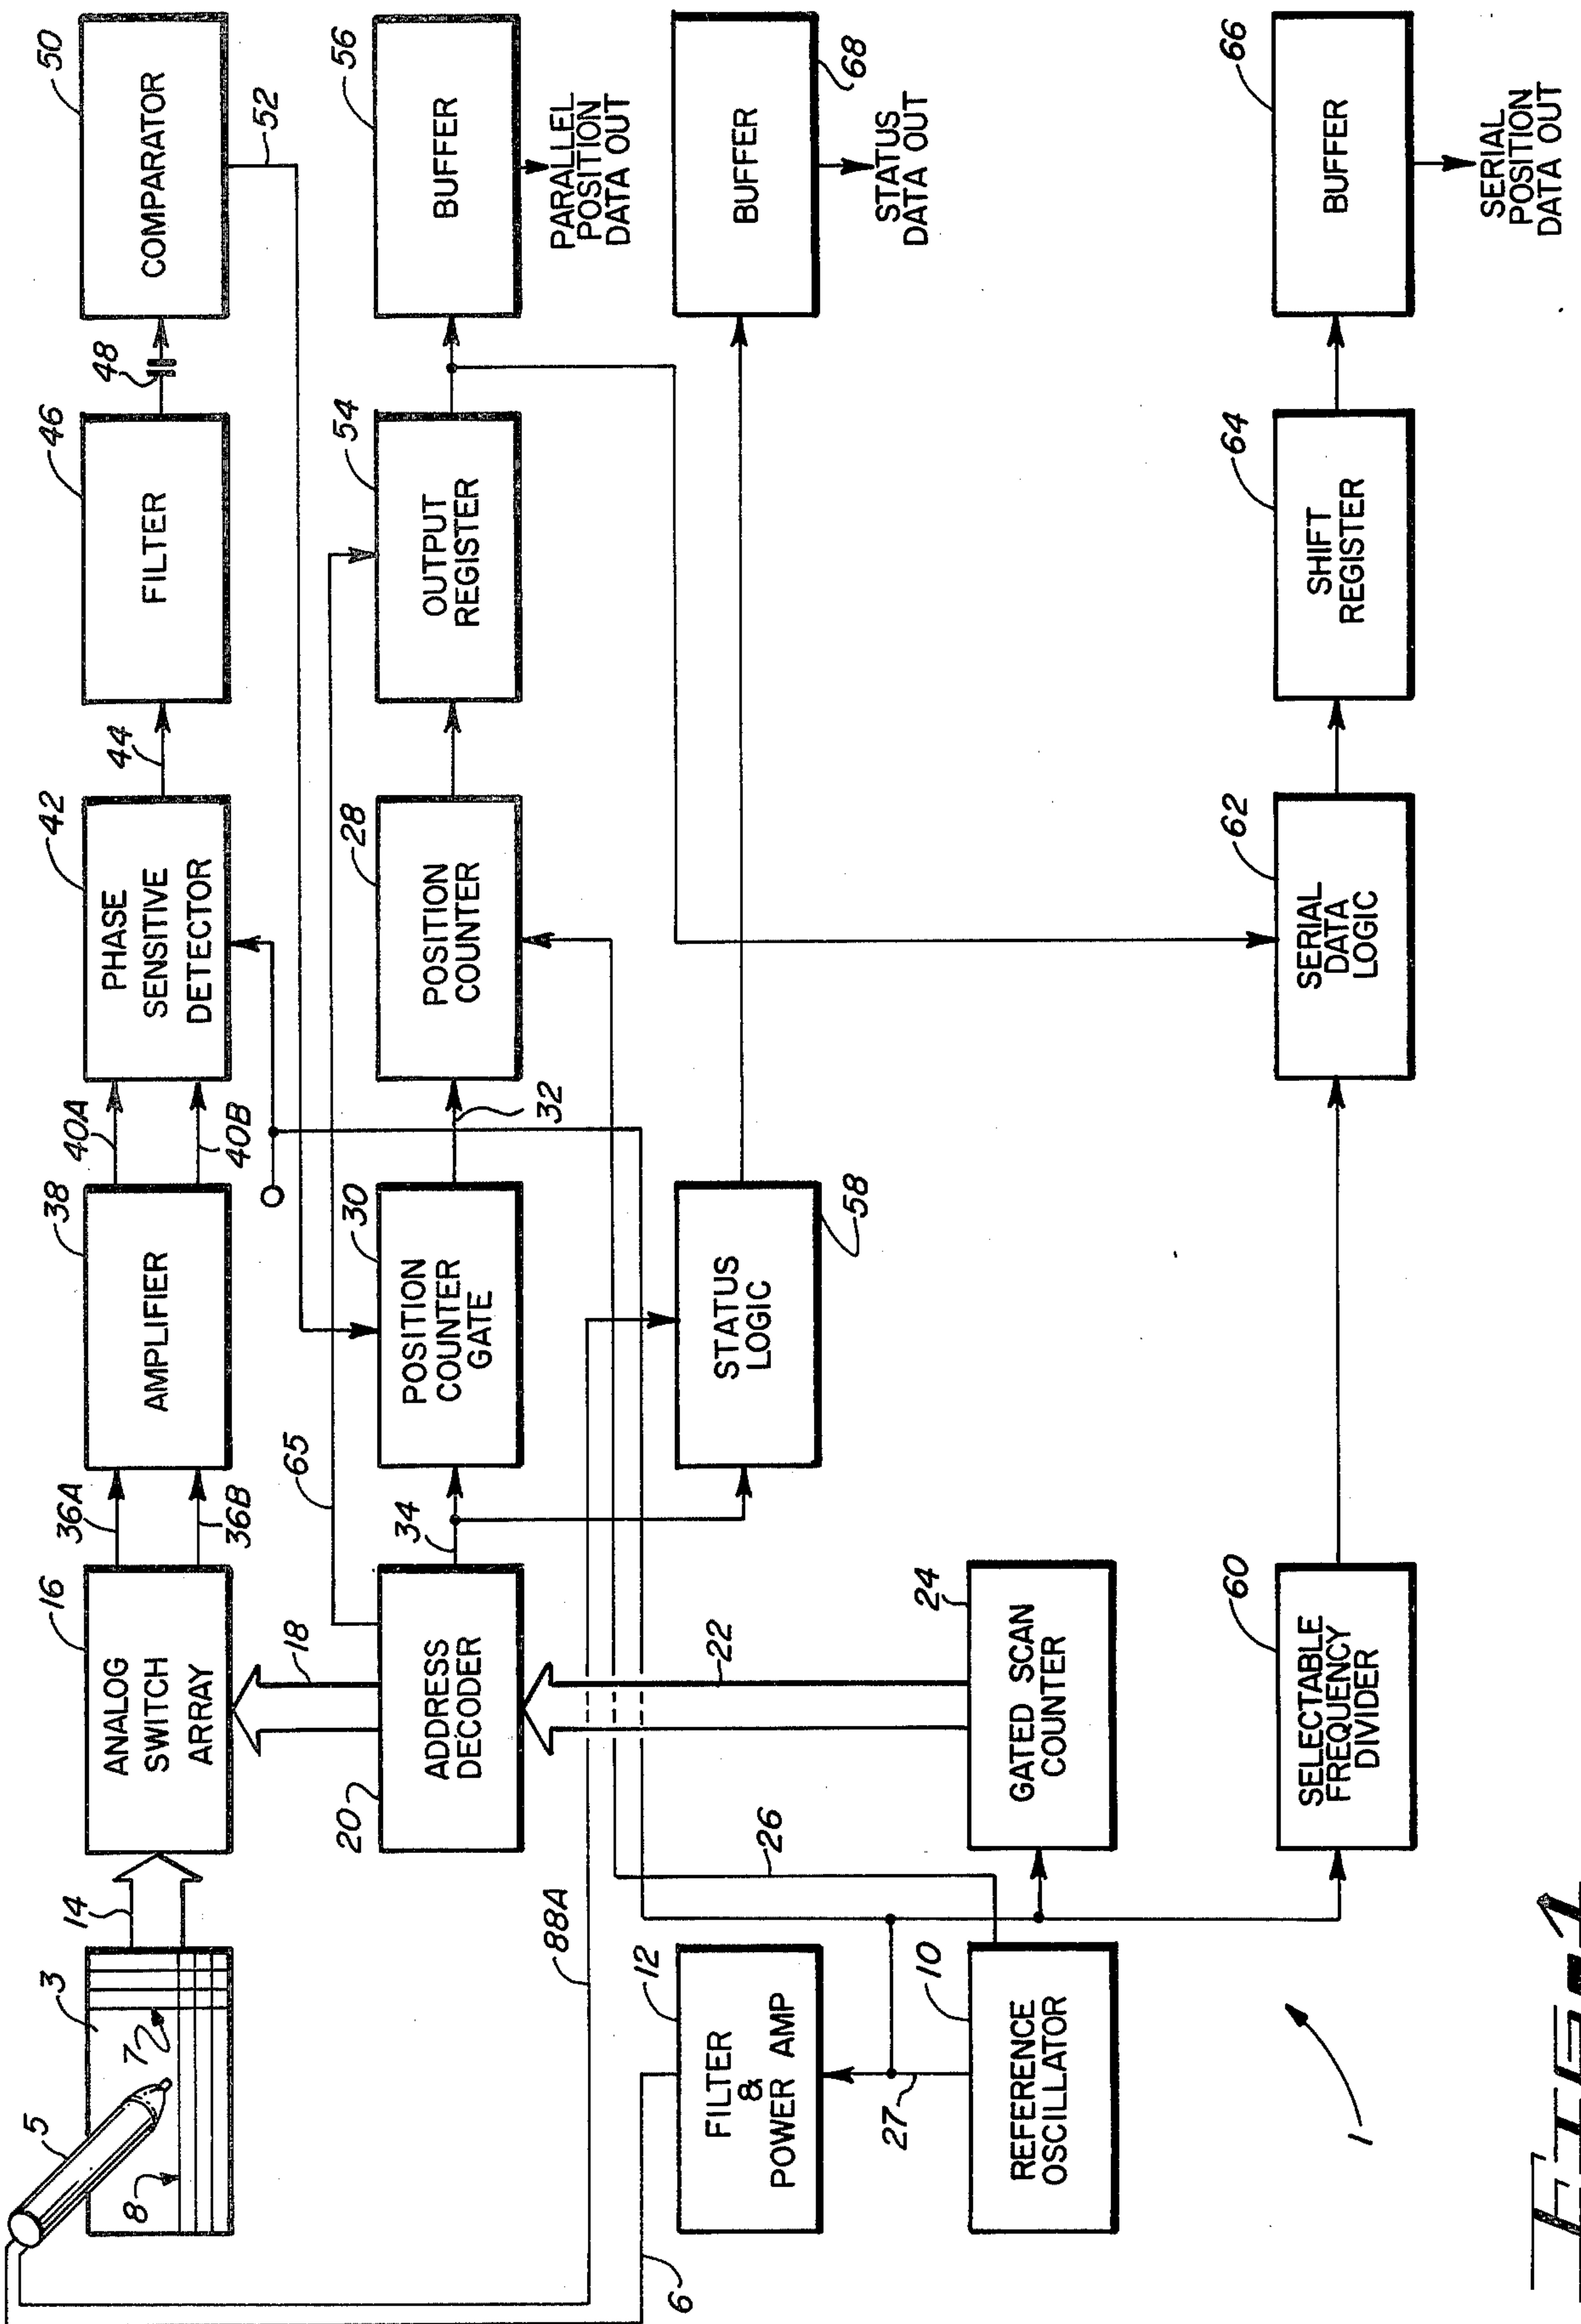 50
COMPARATOR
52
48
46
FILTER
44
42
PHASE
SENSITIVE
DETECTOR
40A
40B
38
AMPLIFIER
36A
36B
16
ANALOG
SWITCH
ARRAY
14
3
5
7
8
18
56
BUFFER
PARALLEL
POSITION
DATA OUT
54
OUTPUT
REGISTER
28
POSITION
COUNTER
32
30
POSITION
COUNTER
GATE
65
34
20
ADDRESS
DECODER
68
BUFFER
STATUS
DATA OUT
58
STATUS
LOGIC
88A
22
26
24
GATED SCAN
COUNTER
12
FILTER
&
POWER AMP
6
27
10
REFERENCE
OSCILLATOR
66
BUFFER
SERIAL
POSITION
DATA OUT
64
SHIFT
REGISTER
62
SERIAL
DATA
LOGIC
60
SELECTABLE
FREQUENCY
DIVIDER
1
FIG-1